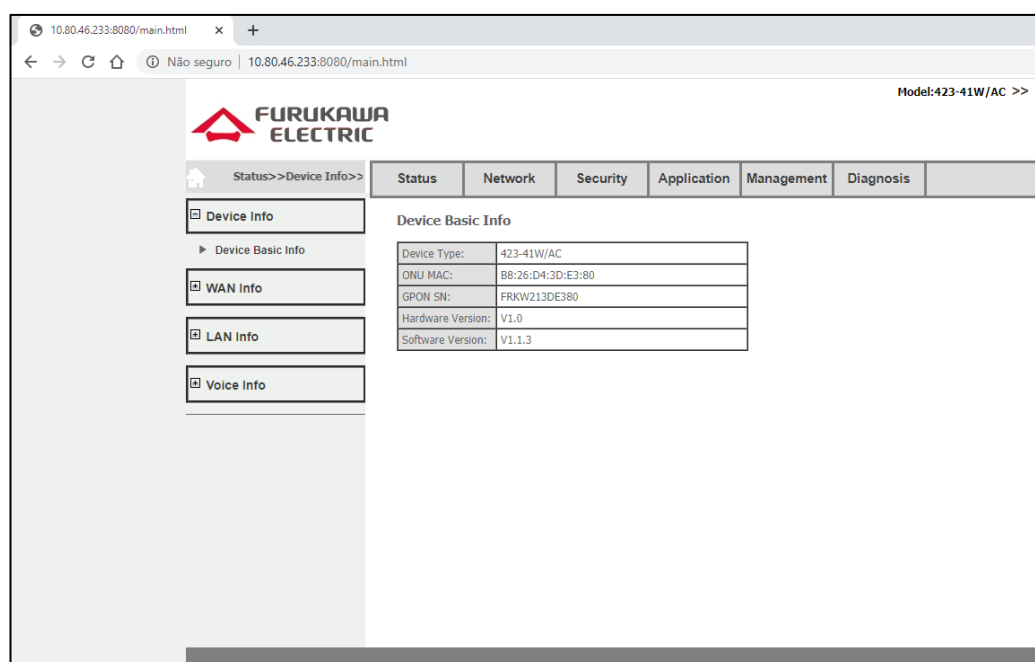 10.80.46.233:8080/main.html
Não seguro | 10.80.46.233:8080/main.html
Model:423-41W/AC >>
FURUKAWA
ELECTRIC
Status>>Device Info>>
Status Network Security Application Management Diagnosis
Device Info
Device Basic Info
WAN Info
LAN Info
Voice Info
Device Basic Info
Device Type: 423-41W/AC
ONU MAC: B8:26:D4:3D:E3:80
GPON SN: FRKW213DE380
Hardware Version: V1.0
Software Version: V1.1.3